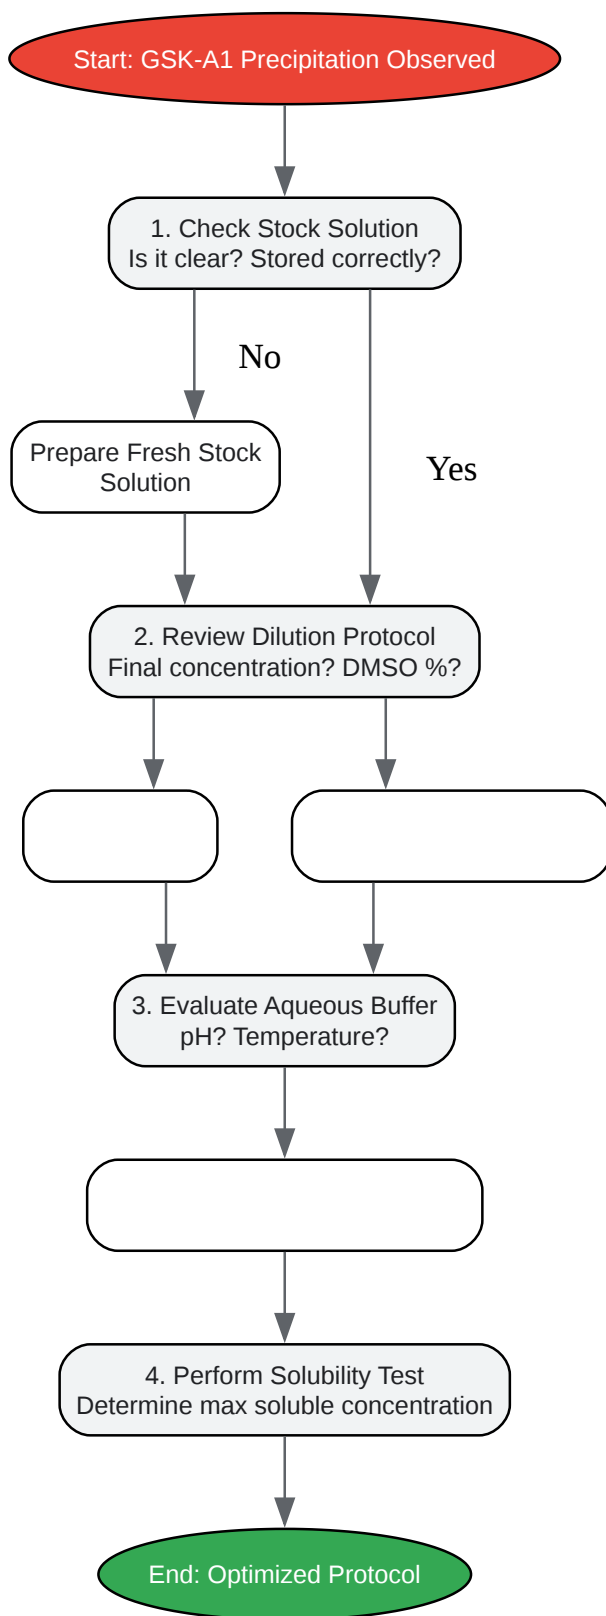 Start: GSK-A1 Precipitation Observed
1. Check Stock Solution
Is it clear? Stored correctly?
No
Prepare Fresh Stock
Solution
Yes
2. Review Dilution Protocol
Final concentration? DMSO %?
3. Evaluate Aqueous Buffer
pH? Temperature?
4. Perform Solubility Test
Determine max soluble concentration
End: Optimized Protocol